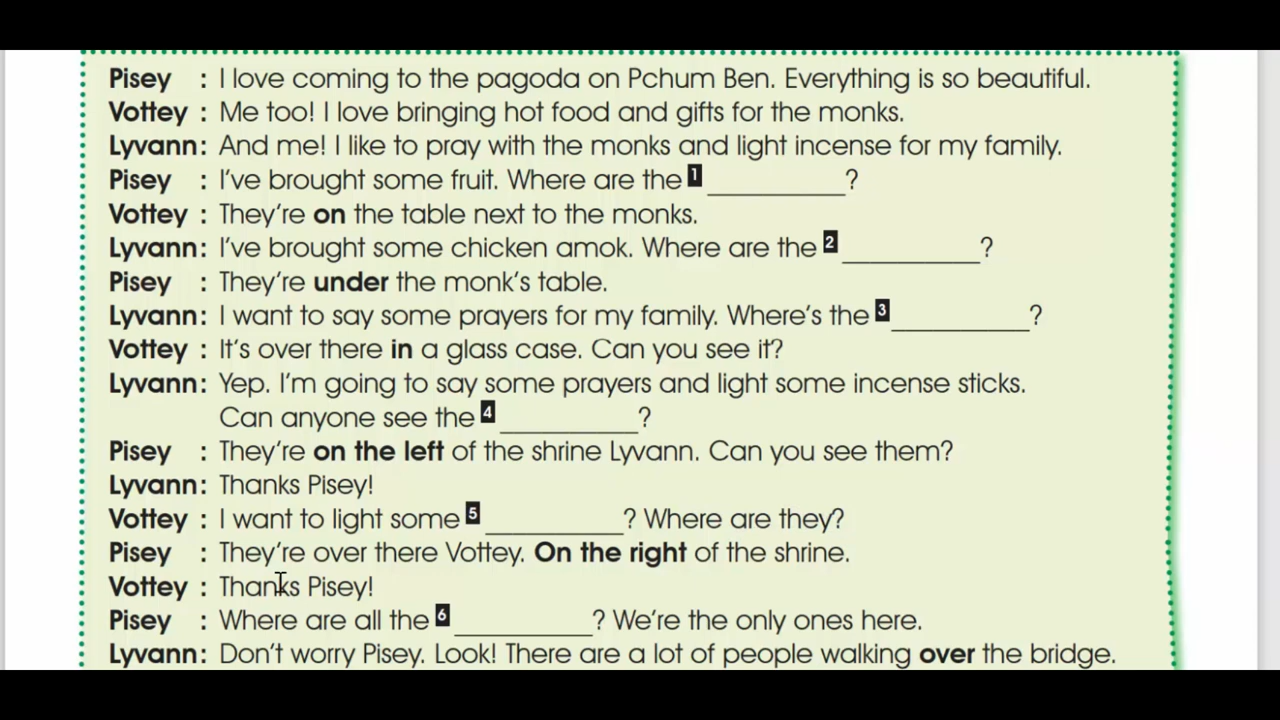 Pisey : I love coming to the pagoda on Pchum Ben. Everything is so beautiful.
Vottey : Me too! I love bringing hot food and gifts for the monks.
Lyvann: And me! I like to pray with the monks and light incense for my family.
Pisey : I've brought some fruit. Where are the 1 __________?
Vottey : They're on the table next to the monks.
Lyvann: I've brought some chicken amok. Where are the 2 __________?
Pisey : They're under the monk's table.
Lyvann: I want to say some prayers for my family. Where's the 3 __________?
Vottey : It's over there in a glass case. Can you see it?
Lyvann: Yep. I'm going to say some prayers and light some incense sticks.
Can anyone see the 4 __________?
Pisey : They're on the left of the shrine Lyvann. Can you see them?
Lyvann: Thanks Pisey!
Vottey : I want to light some 5 __________? Where are they?
Pisey : They're over there Vottey. On the right of the shrine.
Vottey : Thanks Pisey!
Pisey : Where are all the 6 __________? We're the only ones here.
Lyvann: Don't worry Pisey. Look! There are a lot of people walking over the bridge.